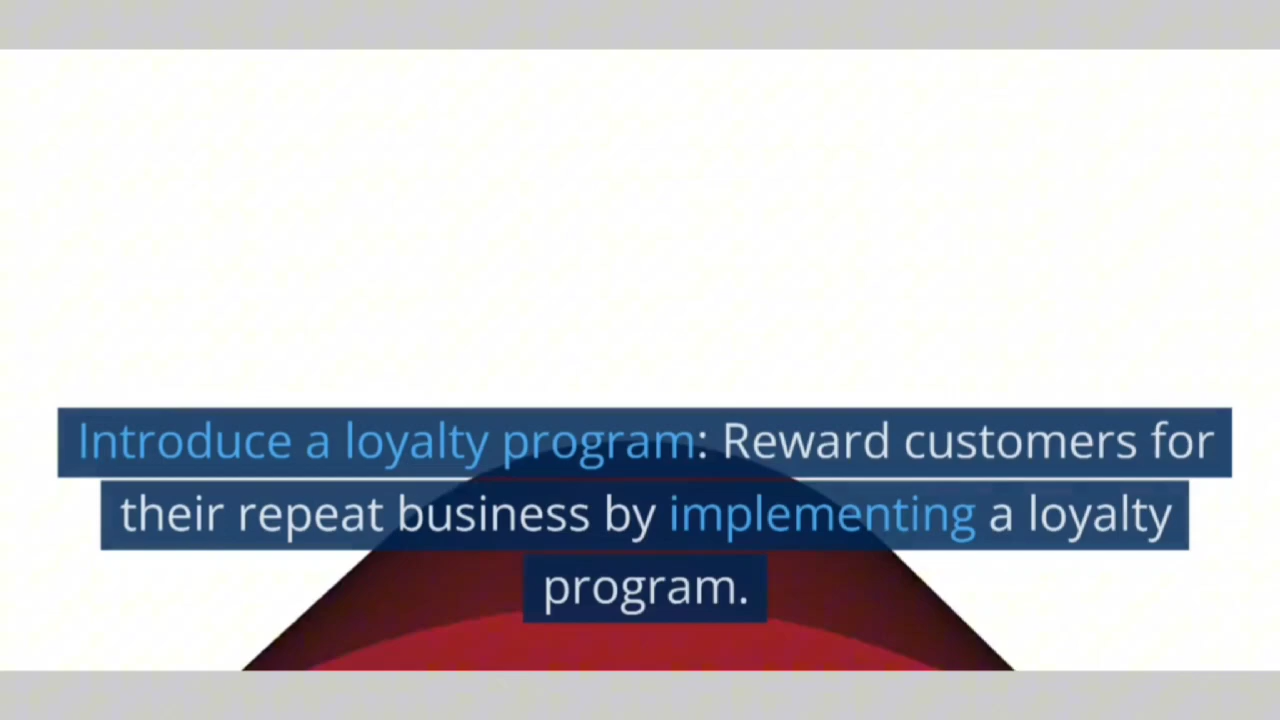 Introduce a loyalty program: Reward customers for
their repeat business by implementing a loyalty
program.